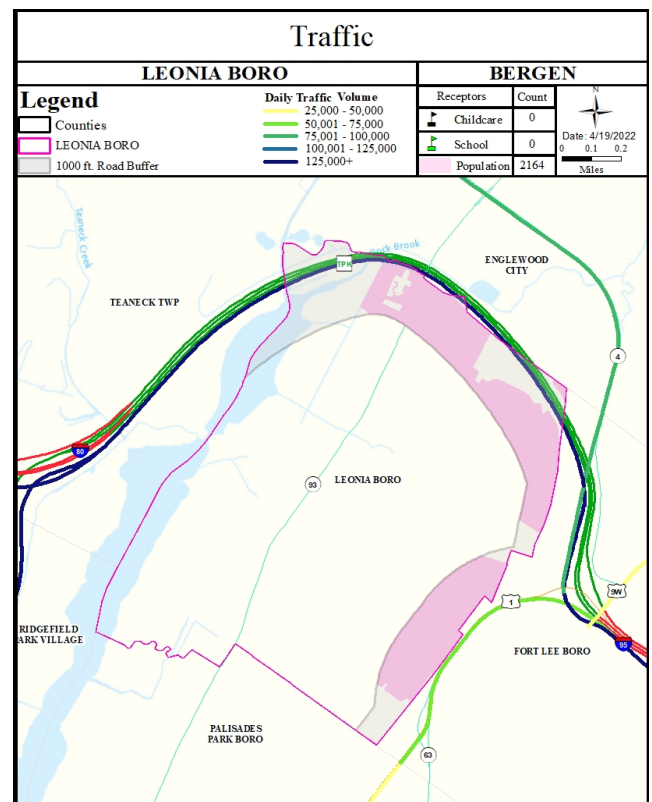 Traffic
LEONIA BORO
BERGEN
Legend
Counties
LEONIA BORO
1000 ft. Road Buffer
Daily Traffic Volume
25,000 - 50,000
50,001 - 75,000
75,001 - 100,000
100,001 - 125,000
125,000+
Receptors Count
Childcare 0
School 0
Population 2164
N
Date: 4/19/2022
0 0.1 0.2
Miles
Teaneck Creek
Brook
TPK
ENGLEWOOD
CITY
TEANECK TWP
4
80
93
LEONIA BORO
1
9W
RIDGEFIELD
PARK VILLAGE
FORT LEE BORO
95
PALISADES
PARK BORO
63